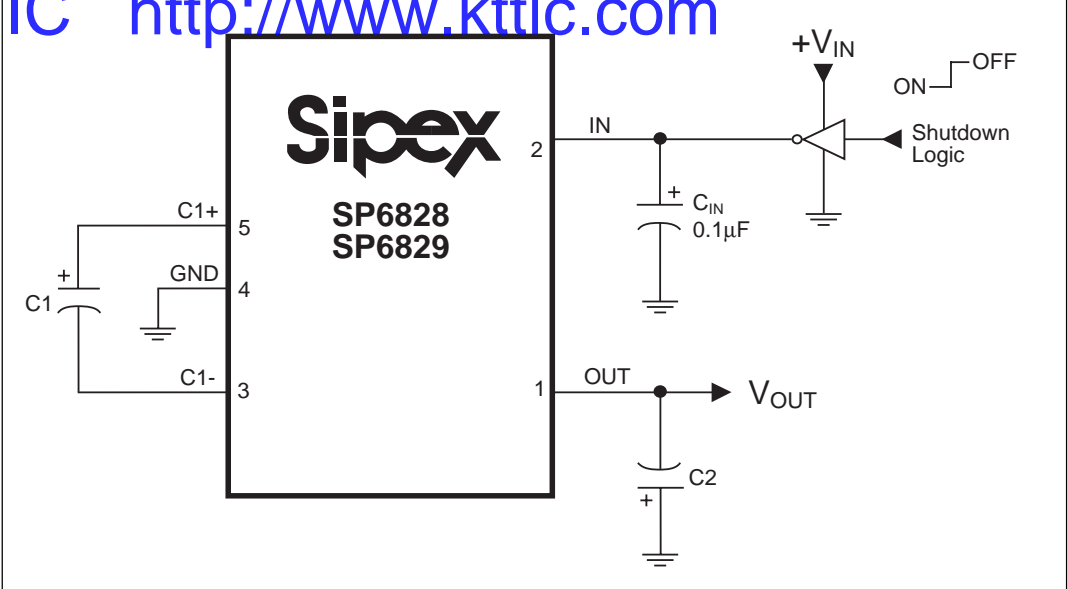 IC http://www.kttic.com
+VIN
ON OFF
Sipex
SP6828
SP6829
2 IN
Shutdown
Logic
+ CIN
0.1µF
C1+ 5
+
C1
GND 4
C1- 3
1 OUT
VOUT
C2
+